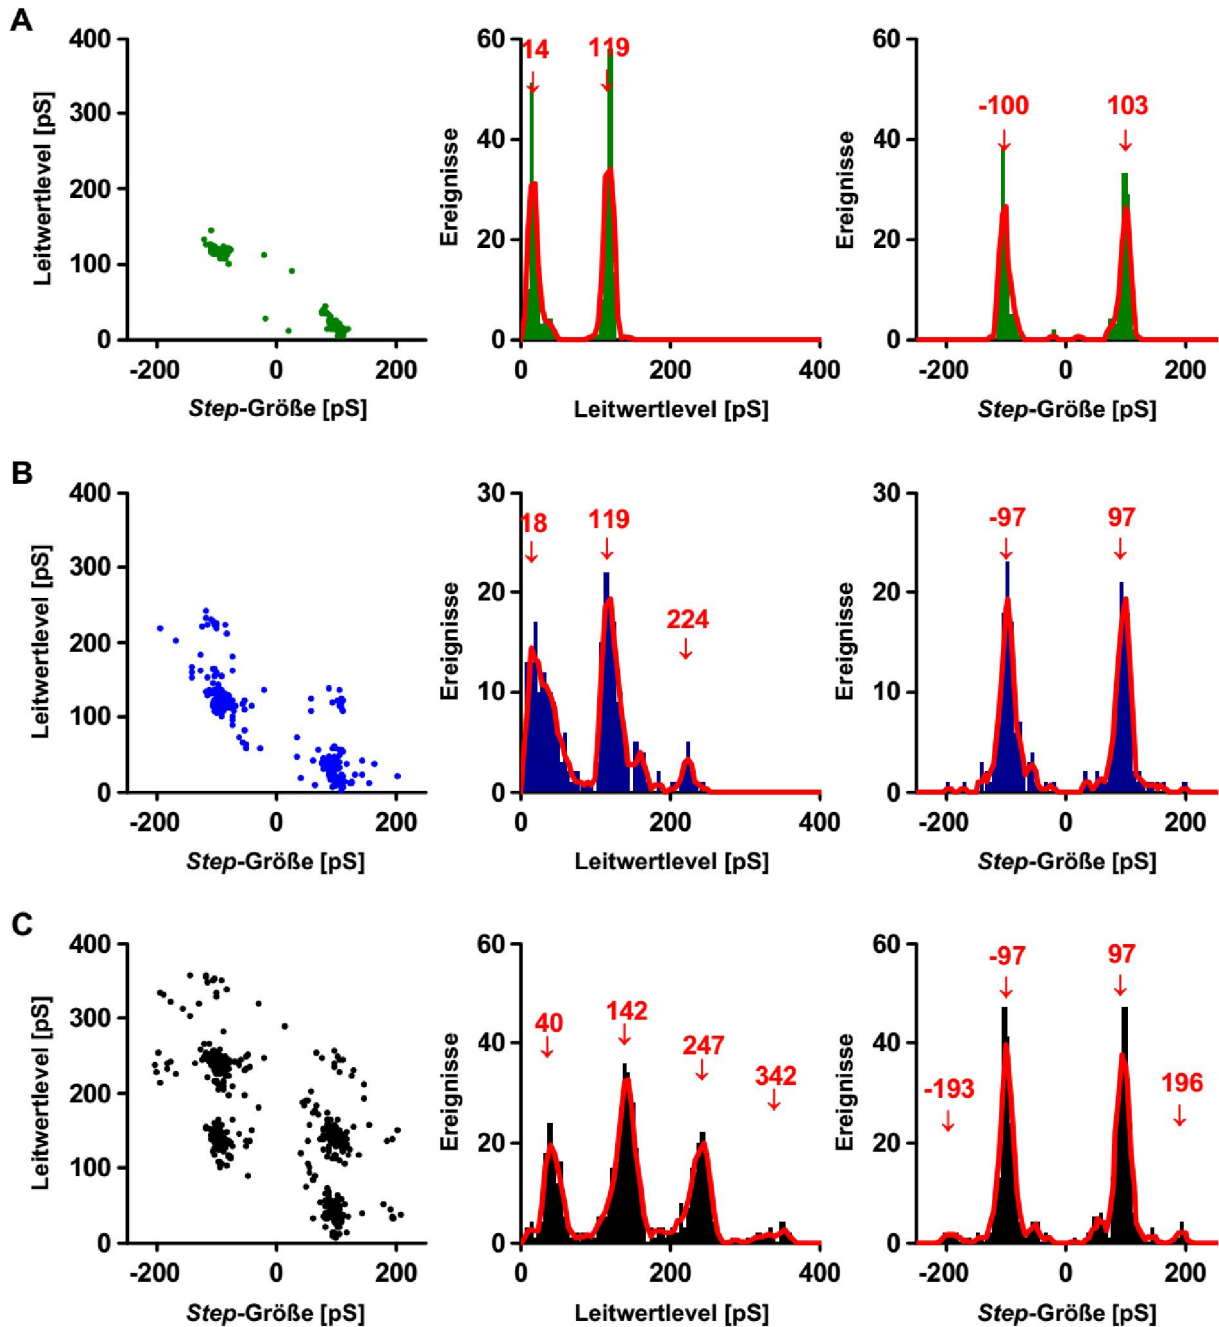 A
400
300
200
100
0
Leitwertlevel [pS]
-200 0 200
Step-Größe [pS]
60
40
20
0
Ereignisse
14 119
↓ ↓
0 200 400
Leitwertlevel [pS]
60
40
20
0
Ereignisse
-100 103
↓ ↓
-200 0 200
Step-Größe [pS]
B
400
300
200
100
0
Leitwertlevel [pS]
-200 0 200
Step-Größe [pS]
30
20
10
0
Ereignisse
18 119 224
↓ ↓ ↓
0 200 400
Leitwertlevel [pS]
30
20
10
0
Ereignisse
-97 97
↓ ↓
-200 0 200
Step-Größe [pS]
C
400
300
200
100
0
Leitwertlevel [pS]
-200 0 200
Step-Größe [pS]
60
40
20
0
Ereignisse
40 142 247 342
↓ ↓ ↓ ↓
0 200 400
Leitwertlevel [pS]
60
40
20
0
Ereignisse
-193 -97 97 196
↓ ↓ ↓ ↓
-200 0 200
Step-Größe [pS]